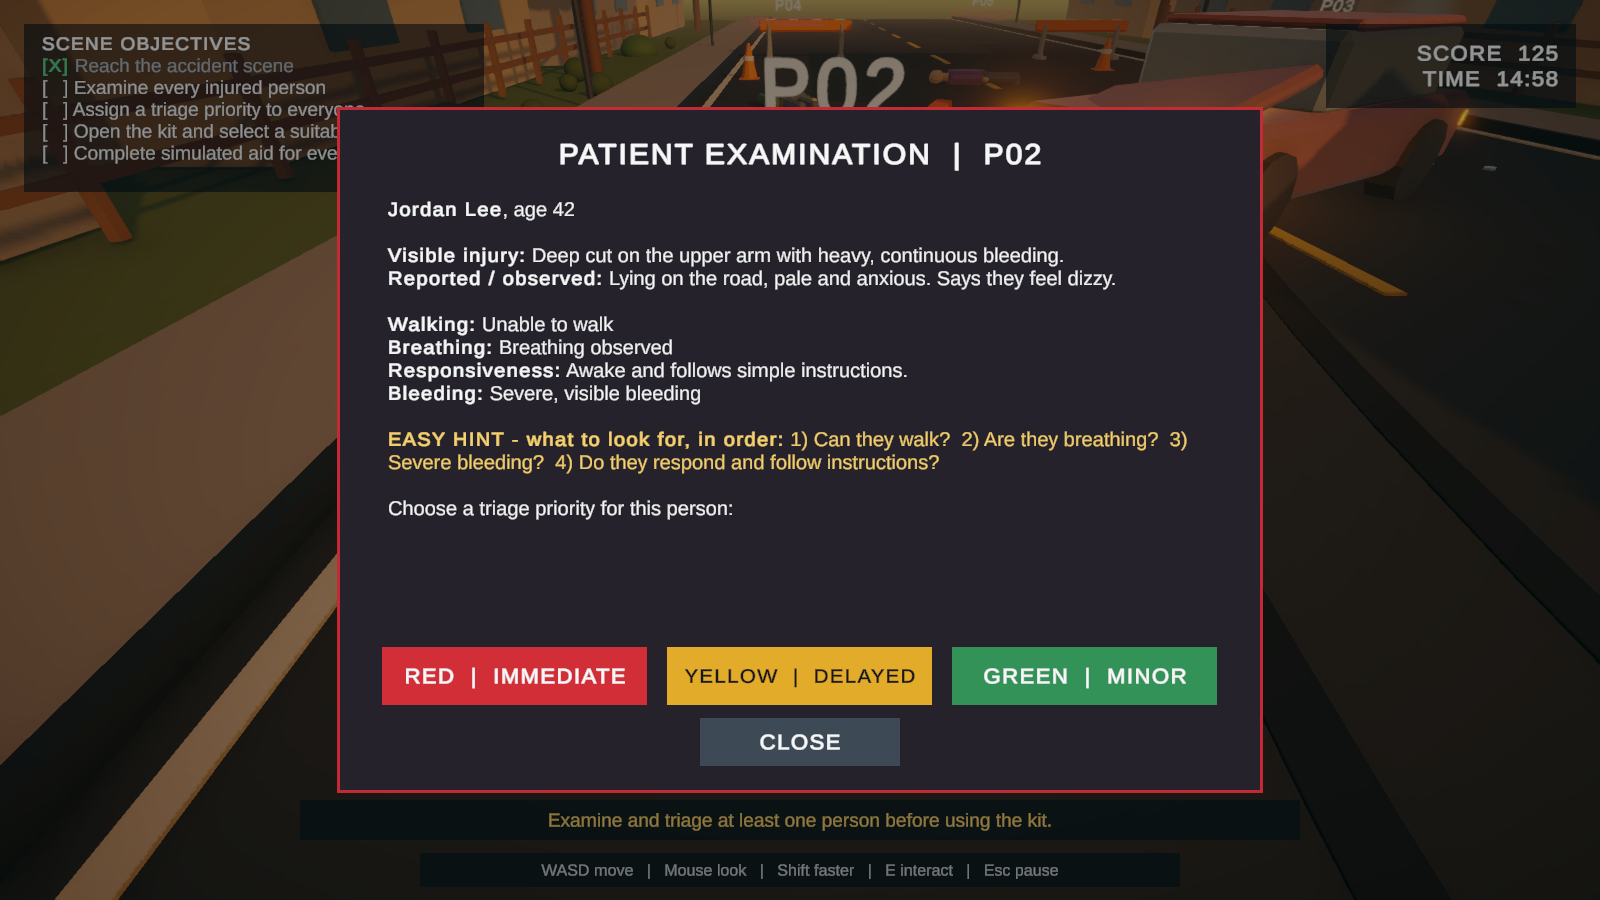 P04
P05
P03
SCENE OBJECTIVES
[X] Reach the accident scene
[ ] Examine every injured person
[ ] Assign a triage priority to everyone
[ ] Open the kit and select a suitab
[ ] Complete simulated aid for eve
P02
SCORE 125
TIME 14:58
PATIENT EXAMINATION | P02
Jordan Lee, age 42
Visible injury: Deep cut on the upper arm with heavy, continuous bleeding.
Reported / observed: Lying on the road, pale and anxious. Says they feel dizzy.
Walking: Unable to walk
Breathing: Breathing observed
Responsiveness: Awake and follows simple instructions.
Bleeding: Severe, visible bleeding
EASY HINT - what to look for, in order: 1) Can they walk? 2) Are they breathing? 3)
Severe bleeding? 4) Do they respond and follow instructions?
Choose a triage priority for this person:
RED | IMMEDIATE
YELLOW | DELAYED
GREEN | MINOR
CLOSE
Examine and triage at least one person before using the kit.
WASD move | Mouse look | Shift faster | E interact | Esc pause